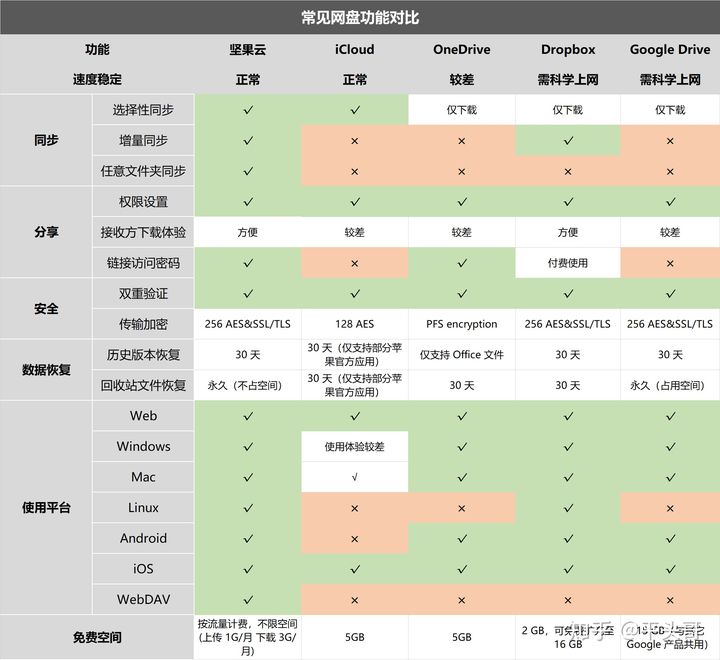 常见网盘功能对比
功能 坚果云 iCloud OneDrive Dropbox Google Drive
速度稳定 正常 正常 较差 需科学上网 需科学上网
同步
选择性同步 ✓ ✓ 仅下载 仅下载 仅下载
增量同步 ✓ × × ✓ ×
任意文件夹同步 ✓ × × × ×
分享
权限设置 ✓ ✓ ✓ ✓ ✓
接收方下载体验 方便 较差 较差 方便 较差
链接访问密码 ✓ × ✓ 付费使用 ×
安全
双重验证 ✓ ✓ ✓ ✓ ✓
传输加密 256 AES&SSL/TLS 128 AES PFS encryption 256 AES&SSL/TLS 256 AES&SSL/TLS
数据恢复
历史版本恢复 30 天 30 天（仅支持部分苹
果官方应用） 仅支持 Office 文件 30 天 30 天
回收站文件恢复 永久（不占空间） 30 天（仅支持部分苹
果官方应用） 30 天 30 天 永久（占用空间）
使用平台
Web ✓ ✓ ✓ ✓ ✓
Windows ✓ 使用体验较差 ✓ ✓ ✓
Mac ✓ √ ✓ ✓ ✓
Linux ✓ × × ✓ ×
Android ✓ × ✓ ✓ ✓
iOS ✓ ✓ ✓ ✓ ✓
WebDAV ✓ × × × ×
免费空间
按流量计费，不限空间
(上传 1G/月 下载 3G/
月)
5GB
5GB
2 GB，可
至
16 GB
Google 产品共用）
知乎